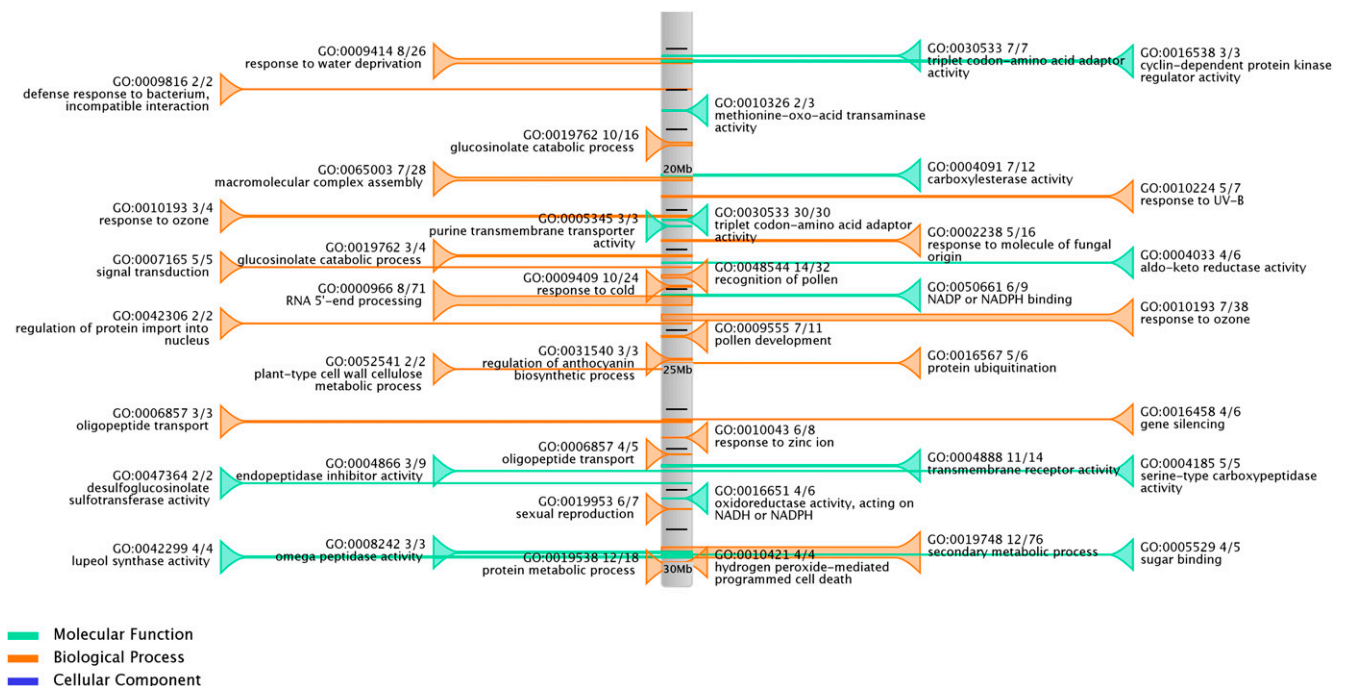 GO:0009414 8/26
response to water deprivation
GO:0009816 2/2
defense response to bacterium,
incompatible interaction
GO:0019762 10/16
glucosinolate catabolic process
GO:0065003 7/28
macromolecular complex assembly
GO:0010193 3/4
response to ozone
GO:0005345 3/3
purine transmembrane transporter
activity
GO:0019762 3/4
glucosinolate catabolic process
GO:0007165 5/5
signal transduction
GO:0009409 10/24
response to cold
GO:0000966 8/71
RNA 5'-end processing
GO:0042306 2/2
regulation of protein import into
nucleus
GO:0031540 3/3
regulation of anthocyanin
biosynthetic process
GO:0052541 2/2
plant-type cell wall cellulose
metabolic process
GO:0006857 3/3
oligopeptide transport
GO:0006857 4/5
oligopeptide transport
GO:0004866 3/9
endopeptidase inhibitor activity
GO:0047364 2/2
desulfoglucosinolate
sulfotransferase activity
GO:0019953 6/7
sexual reproduction
GO:0042299 4/4
lupeol synthase activity
GO:0008242 3/3
omega peptidase activity
GO:0019538 12/18
protein metabolic process
20Mb
25Mb
30Mb
GO:0030533 7/7
triplet codon-amino acid adaptor
activity
GO:0016538 3/3
cyclin-dependent protein kinase
regulator activity
GO:0010326 2/3
methionine-oxo-acid transaminase
activity
GO:0004091 7/12
carboxylesterase activity
GO:0010224 5/7
response to UV-B
GO:0030533 30/30
triplet codon-amino acid adaptor
activity
GO:0002238 5/16
response to molecule of fungal
origin
GO:0004033 4/6
aldo-keto reductase activity
GO:0048544 14/32
recognition of pollen
GO:0050661 6/9
NADP or NADPH binding
GO:0010193 7/38
response to ozone
GO:0009555 7/11
pollen development
GO:0016567 5/6
protein ubiquitination
GO:0016458 4/6
gene silencing
GO:0010043 6/8
response to zinc ion
GO:0004888 11/14
transmembrane receptor activity
GO:0004185 5/5
serine-type carboxypeptidase
activity
GO:0016651 4/6
oxidoreductase activity, acting on
NADH or NADPH
GO:0019748 12/76
secondary metabolic process
GO:0005529 4/5
sugar binding
GO:0010421 4/4
hydrogen peroxide-mediated
programmed cell death
Molecular Function
Biological Process
Cellular Component